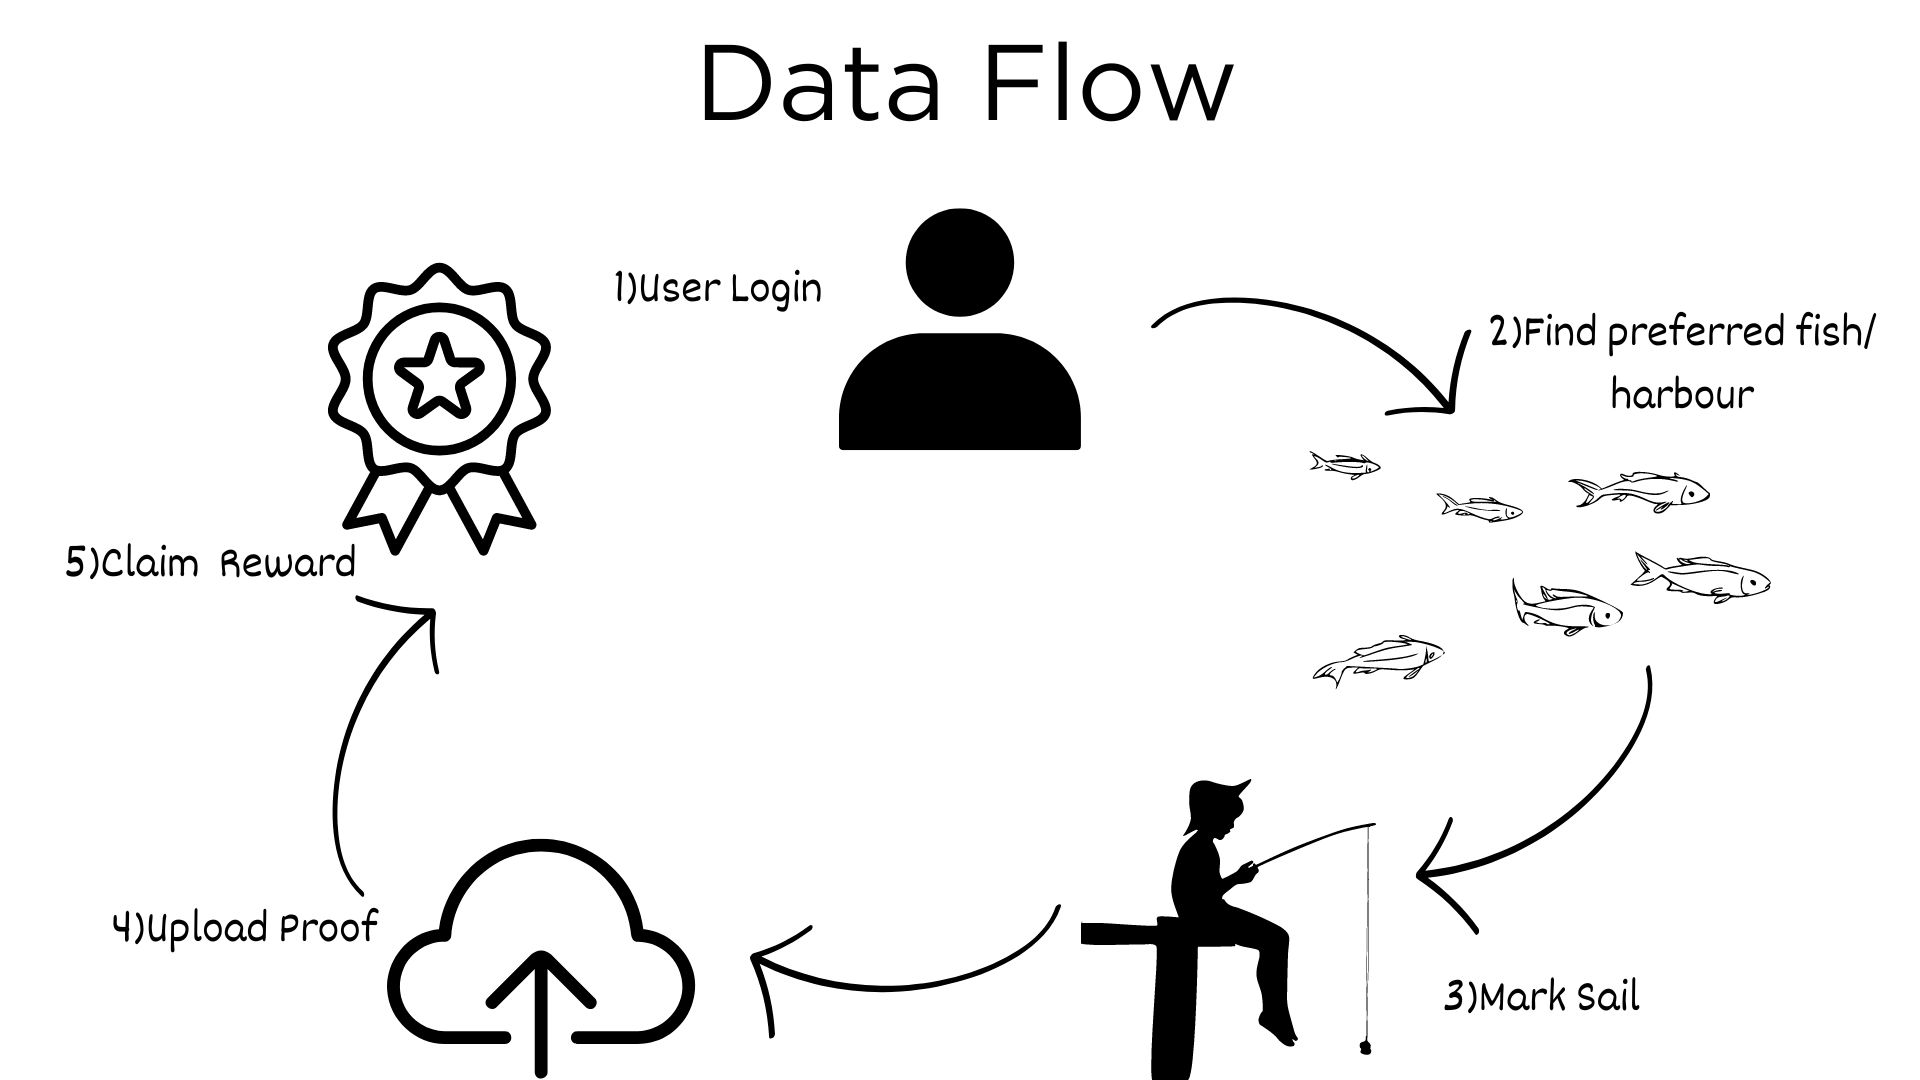 Data Flow
1)User Login
2)Find preferred fish/
harbour
5)Claim  Reward
4)Upload Proof
3)Mark Sail